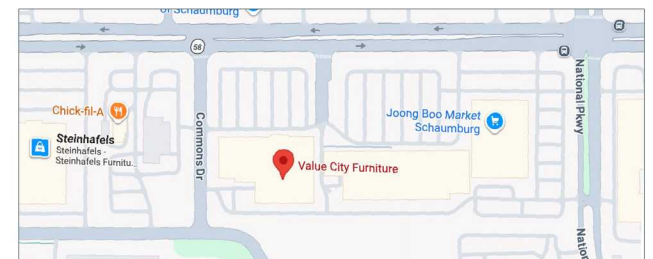 of Schaumburg
58
Chick-fil-A
Commons Dr
Joong Boo Market
Schaumburg
National Pkwy
Steinhafels
Steinhafels -
Steinhafels Furnitu...
Value City Furniture
Natio